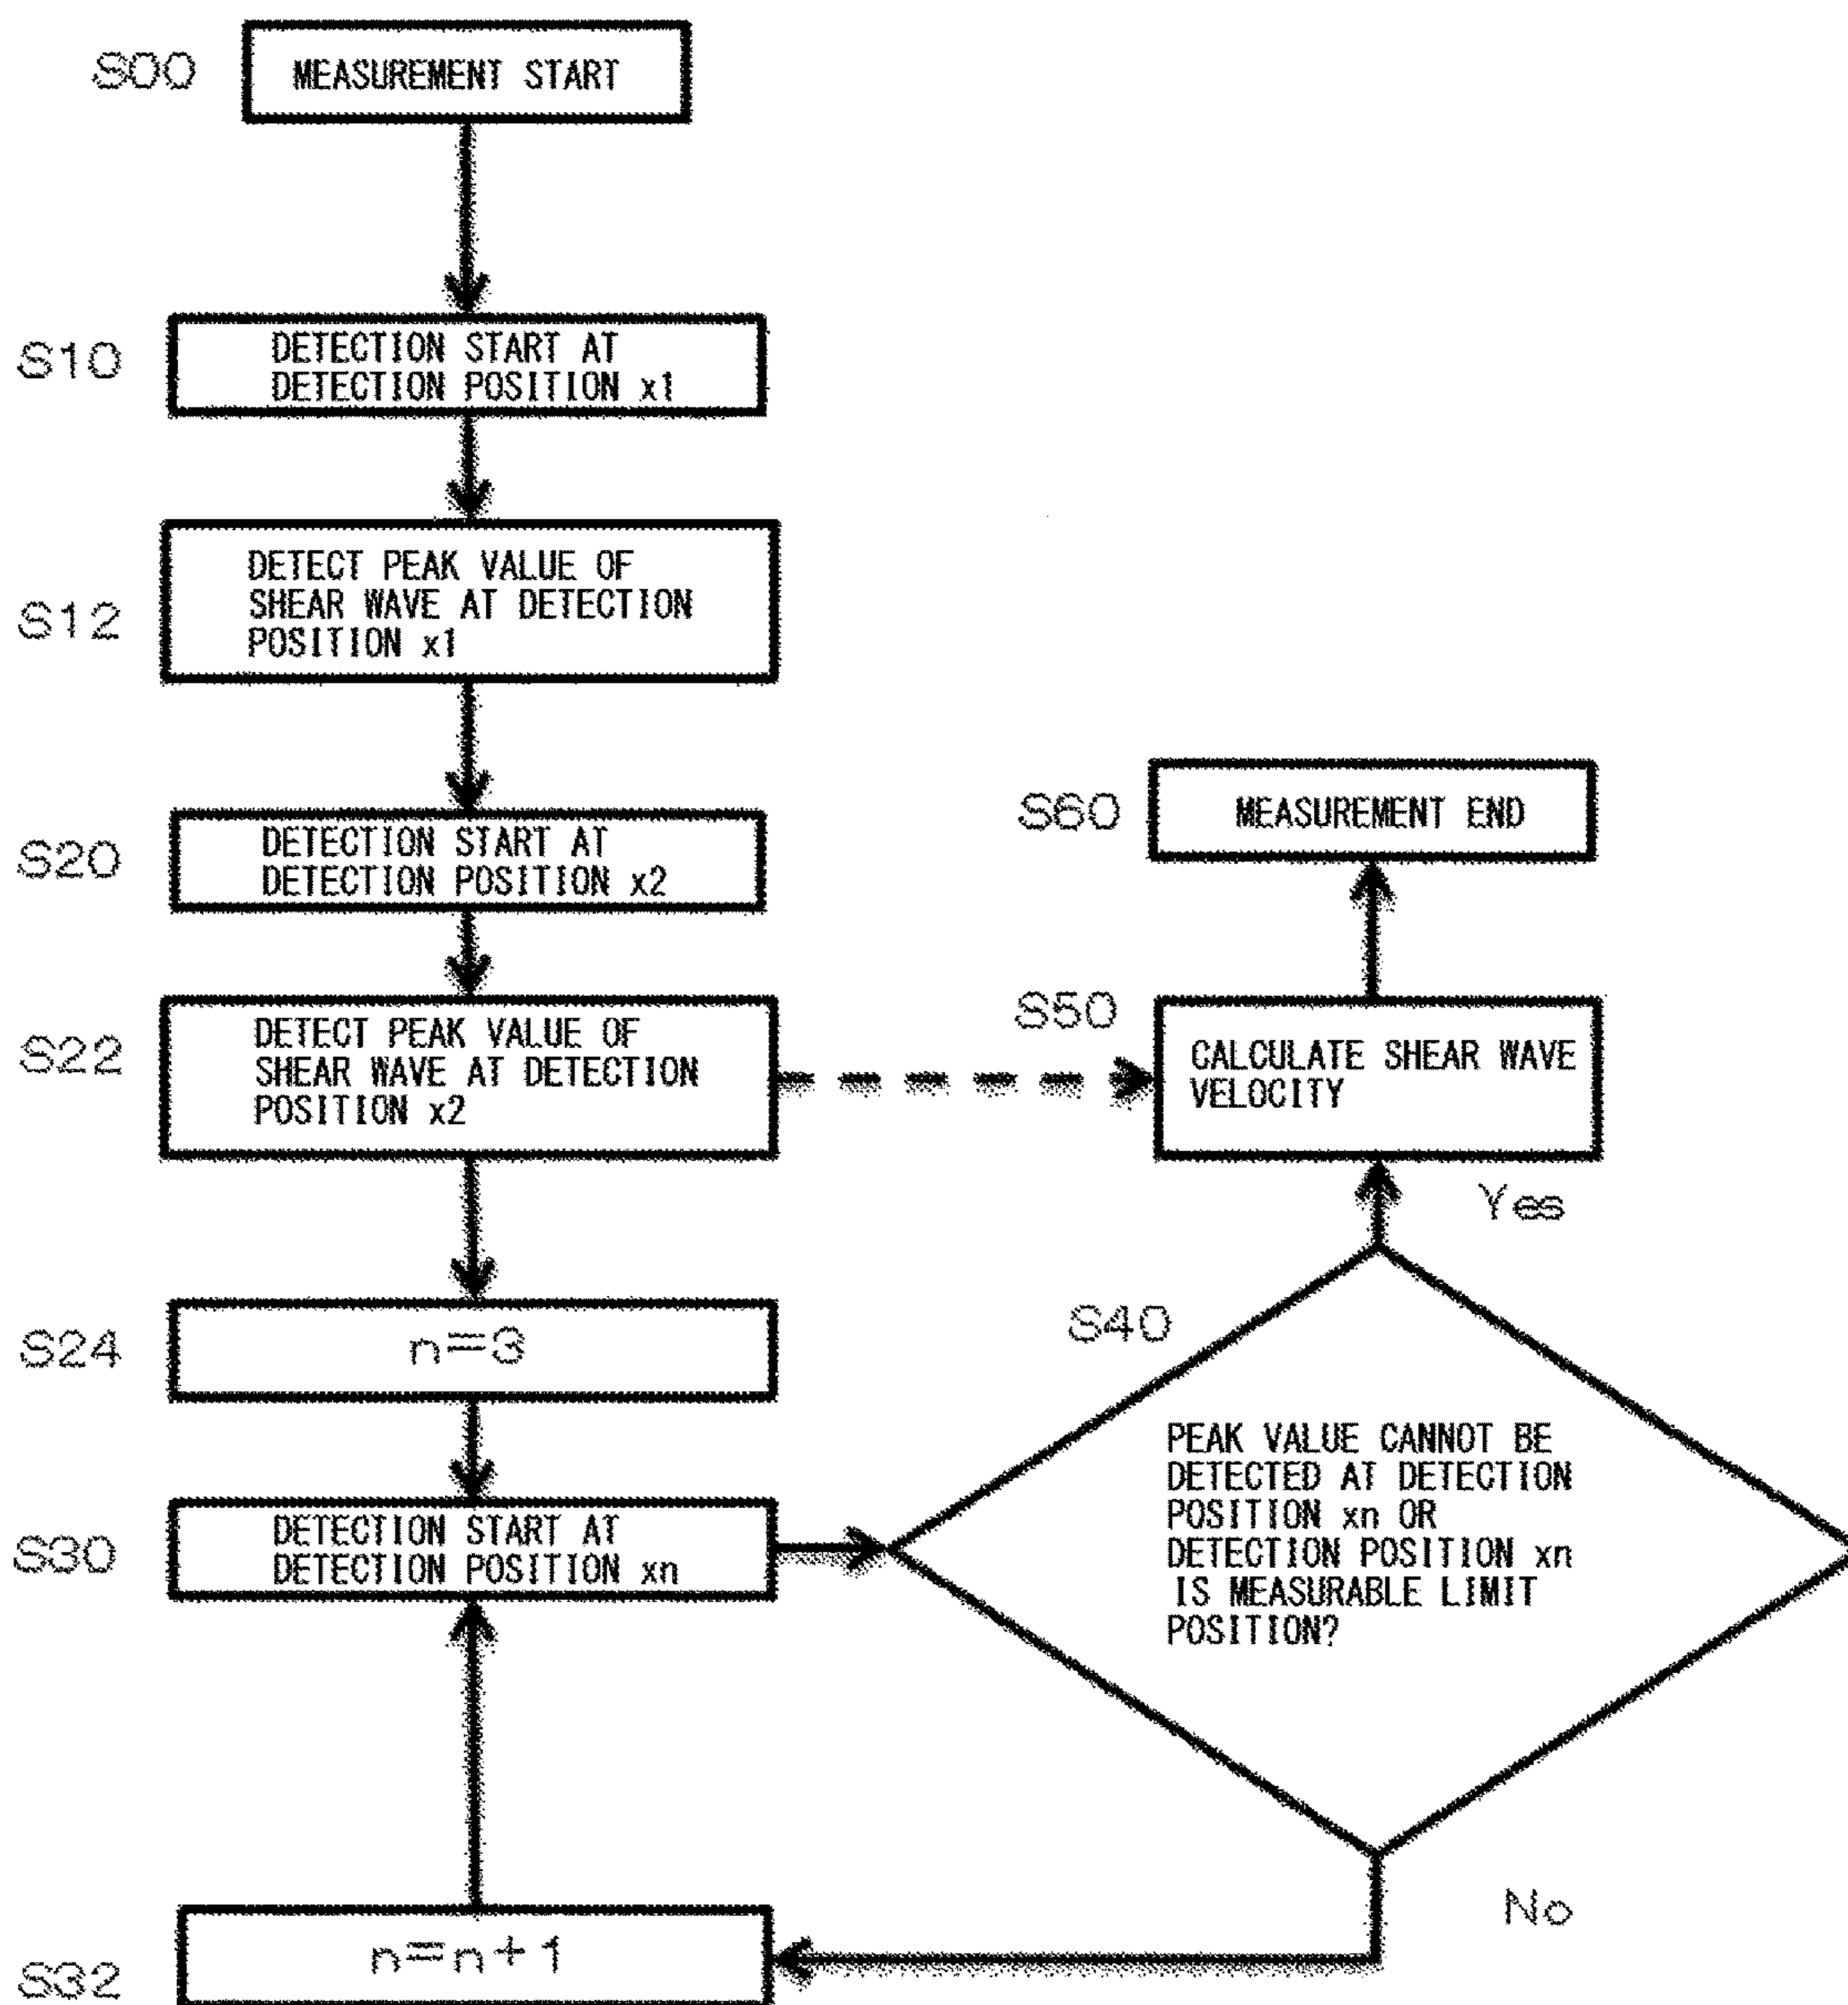 S00
MEASUREMENT START
S10
DETECTION START AT
DETECTION POSITION x1
S12
DETECT PEAK VALUE OF
SHEAR WAVE AT DETECTION
POSITION x1
S20
DETECTION START AT
DETECTION POSITION x2
S22
DETECT PEAK VALUE OF
SHEAR WAVE AT DETECTION
POSITION x2
S24
n=3
S30
DETECTION START AT
DETECTION POSITION xn
S32
n=n+1
S40
PEAK VALUE CANNOT BE
DETECTED AT DETECTION
POSITION xn OR
DETECTION POSITION xn
IS MEASURABLE LIMIT
POSITION?
Yes
No
S50
CALCULATE SHEAR WAVE
VELOCITY
S60
MEASUREMENT END